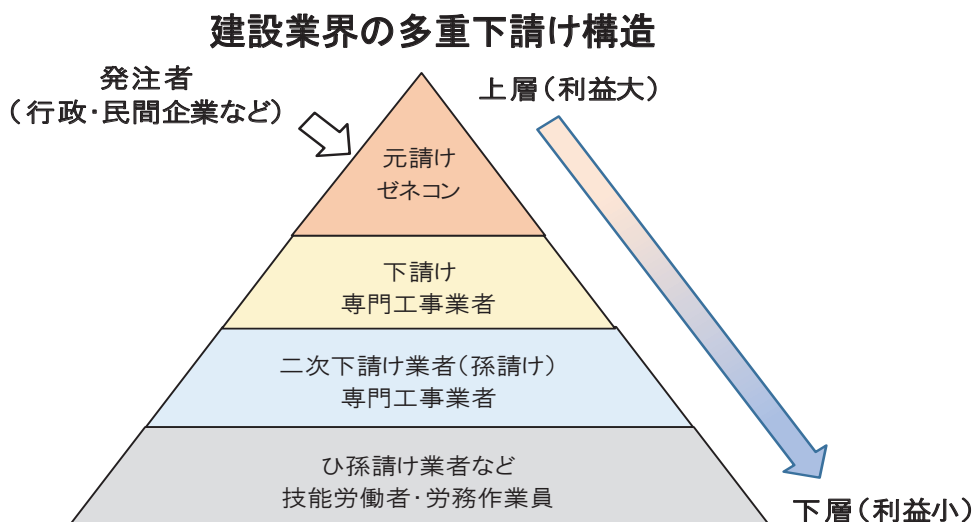 建設業界の多重下請け構造
発注者
（行政・民間企業など）
上層（利益大）
元請け
ゼネコン
下請け
専門工事業者
二次下請け業者（孫請け）
専門工事業者
ひ孫請け業者など
技能労働者・労務作業員
下層（利益小）